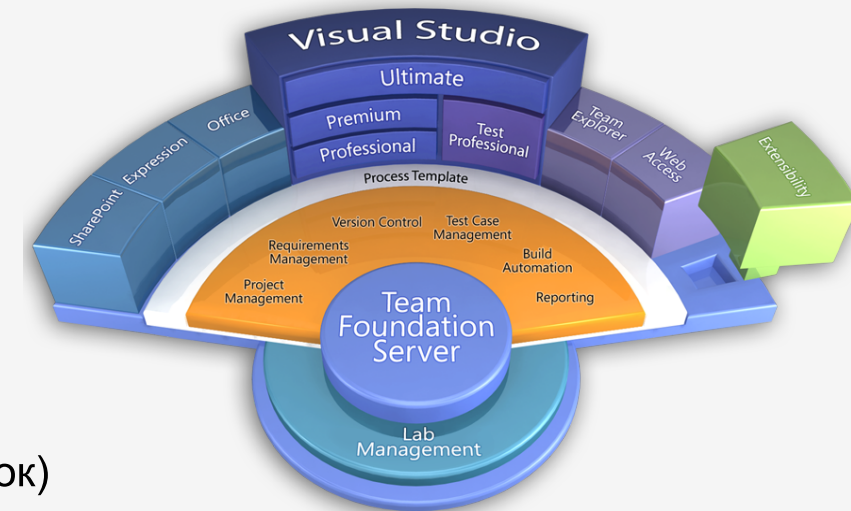 Visual Studio
Ultimate
Premium
Professional
Test
Professional
Office
Expression
SharePoint
Team
Explorer
Web
Access
Extensibility
Process Template
Version Control
Test Case
Management
Requirements
Management
Build
Automation
Project
Management
Reporting
Team
Foundation
Server
Lab
Management
ок)